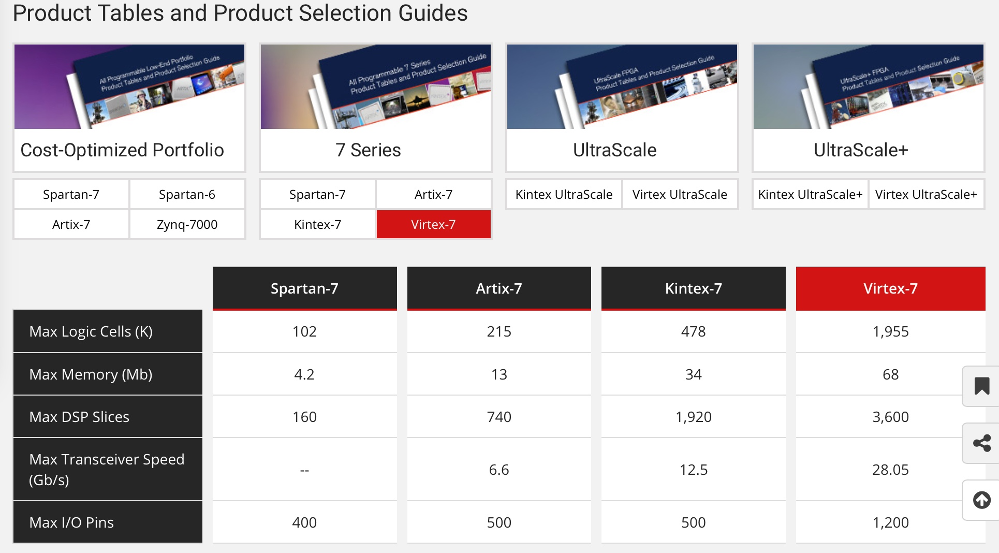 Product Tables and Product Selection Guides
All Programmable Low-End Portfolio
Product Tables and Product Selection Guide
ARTIX
Cost-Optimized Portfolio
All Programmable 7 Series
Product Tables and Product Selection Guide
7 Series
UltraScale FPGA
Product Tables and Product Selection Guide
UltraScale
UltraScale+ FPGA
Product Tables and Product Selection Guide
UltraScale+
Spartan-7 Spartan-6
Artix-7 Zynq-7000
Spartan-7 Artix-7
Kintex-7 Virtex-7
Kintex UltraScale Virtex UltraScale
Kintex UltraScale+ Virtex UltraScale+
Spartan-7 Artix-7 Kintex-7 Virtex-7
Max Logic Cells (K) 102 215 478 1,955
Max Memory (Mb) 4.2 13 34 68
Max DSP Slices 160 740 1,920 3,600
Max Transceiver Speed
(Gb/s) -- 6.6 12.5 28.05
Max I/O Pins 400 500 500 1,200